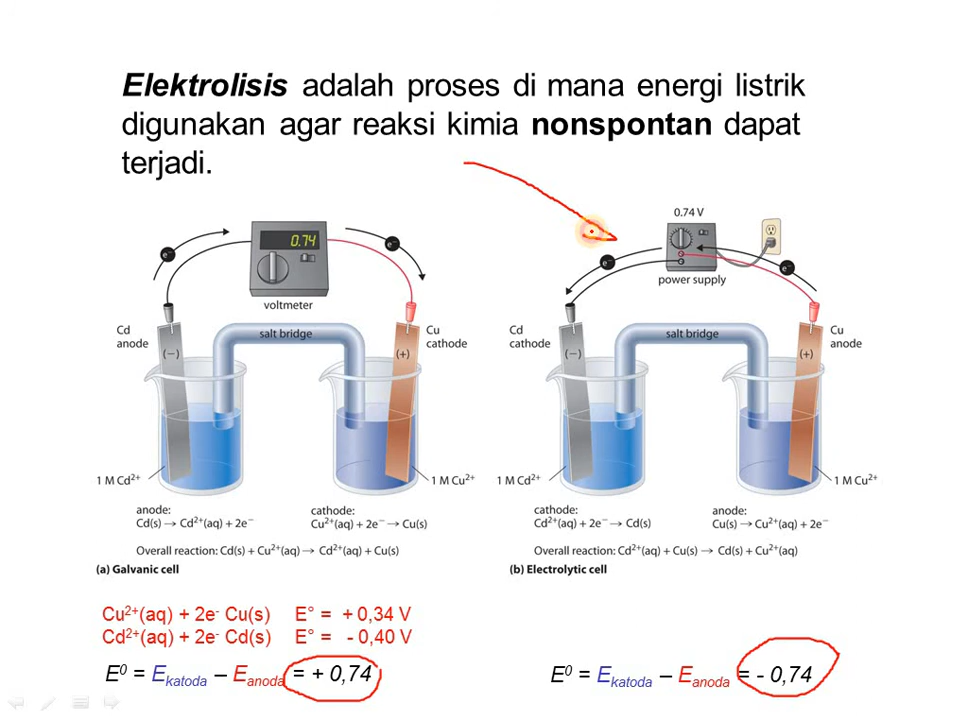 Elektrolisis adalah proses di mana energi listrik
digunakan agar reaksi kimia nonspontan dapat
terjadi.
0.74
e⁻
e⁻
voltmeter
Cd
anode
(−)
salt bridge
Cu
cathode
(+)
1 M Cd²⁺
1 M Cu²⁺
anode:
Cd(s) → Cd²⁺(aq) + 2e⁻
cathode:
Cu²⁺(aq) + 2e⁻ → Cu(s)
Overall reaction: Cd(s) + Cu²⁺(aq) → Cd²⁺(aq) + Cu(s)
(a) Galvanic cell
0.74 V
e⁻
e⁻
power supply
Cd
cathode
(−)
salt bridge
Cu
anode
(+)
1 M Cd²⁺
1 M Cu²⁺
cathode:
Cd²⁺(aq) + 2e⁻ → Cd(s)
anode:
Cu(s) → Cu²⁺(aq) + 2e⁻
Overall reaction: Cd²⁺(aq) + Cu(s) → Cd(s) + Cu²⁺(aq)
(b) Electrolytic cell
Cu²⁺(aq) + 2e⁻ Cu(s) E° = + 0,34 V
Cd²⁺(aq) + 2e⁻ Cd(s) E° = - 0,40 V
E⁰ = Ekatoda – Eanoda = + 0,74
E⁰ = Ekatoda – Eanoda = - 0,74